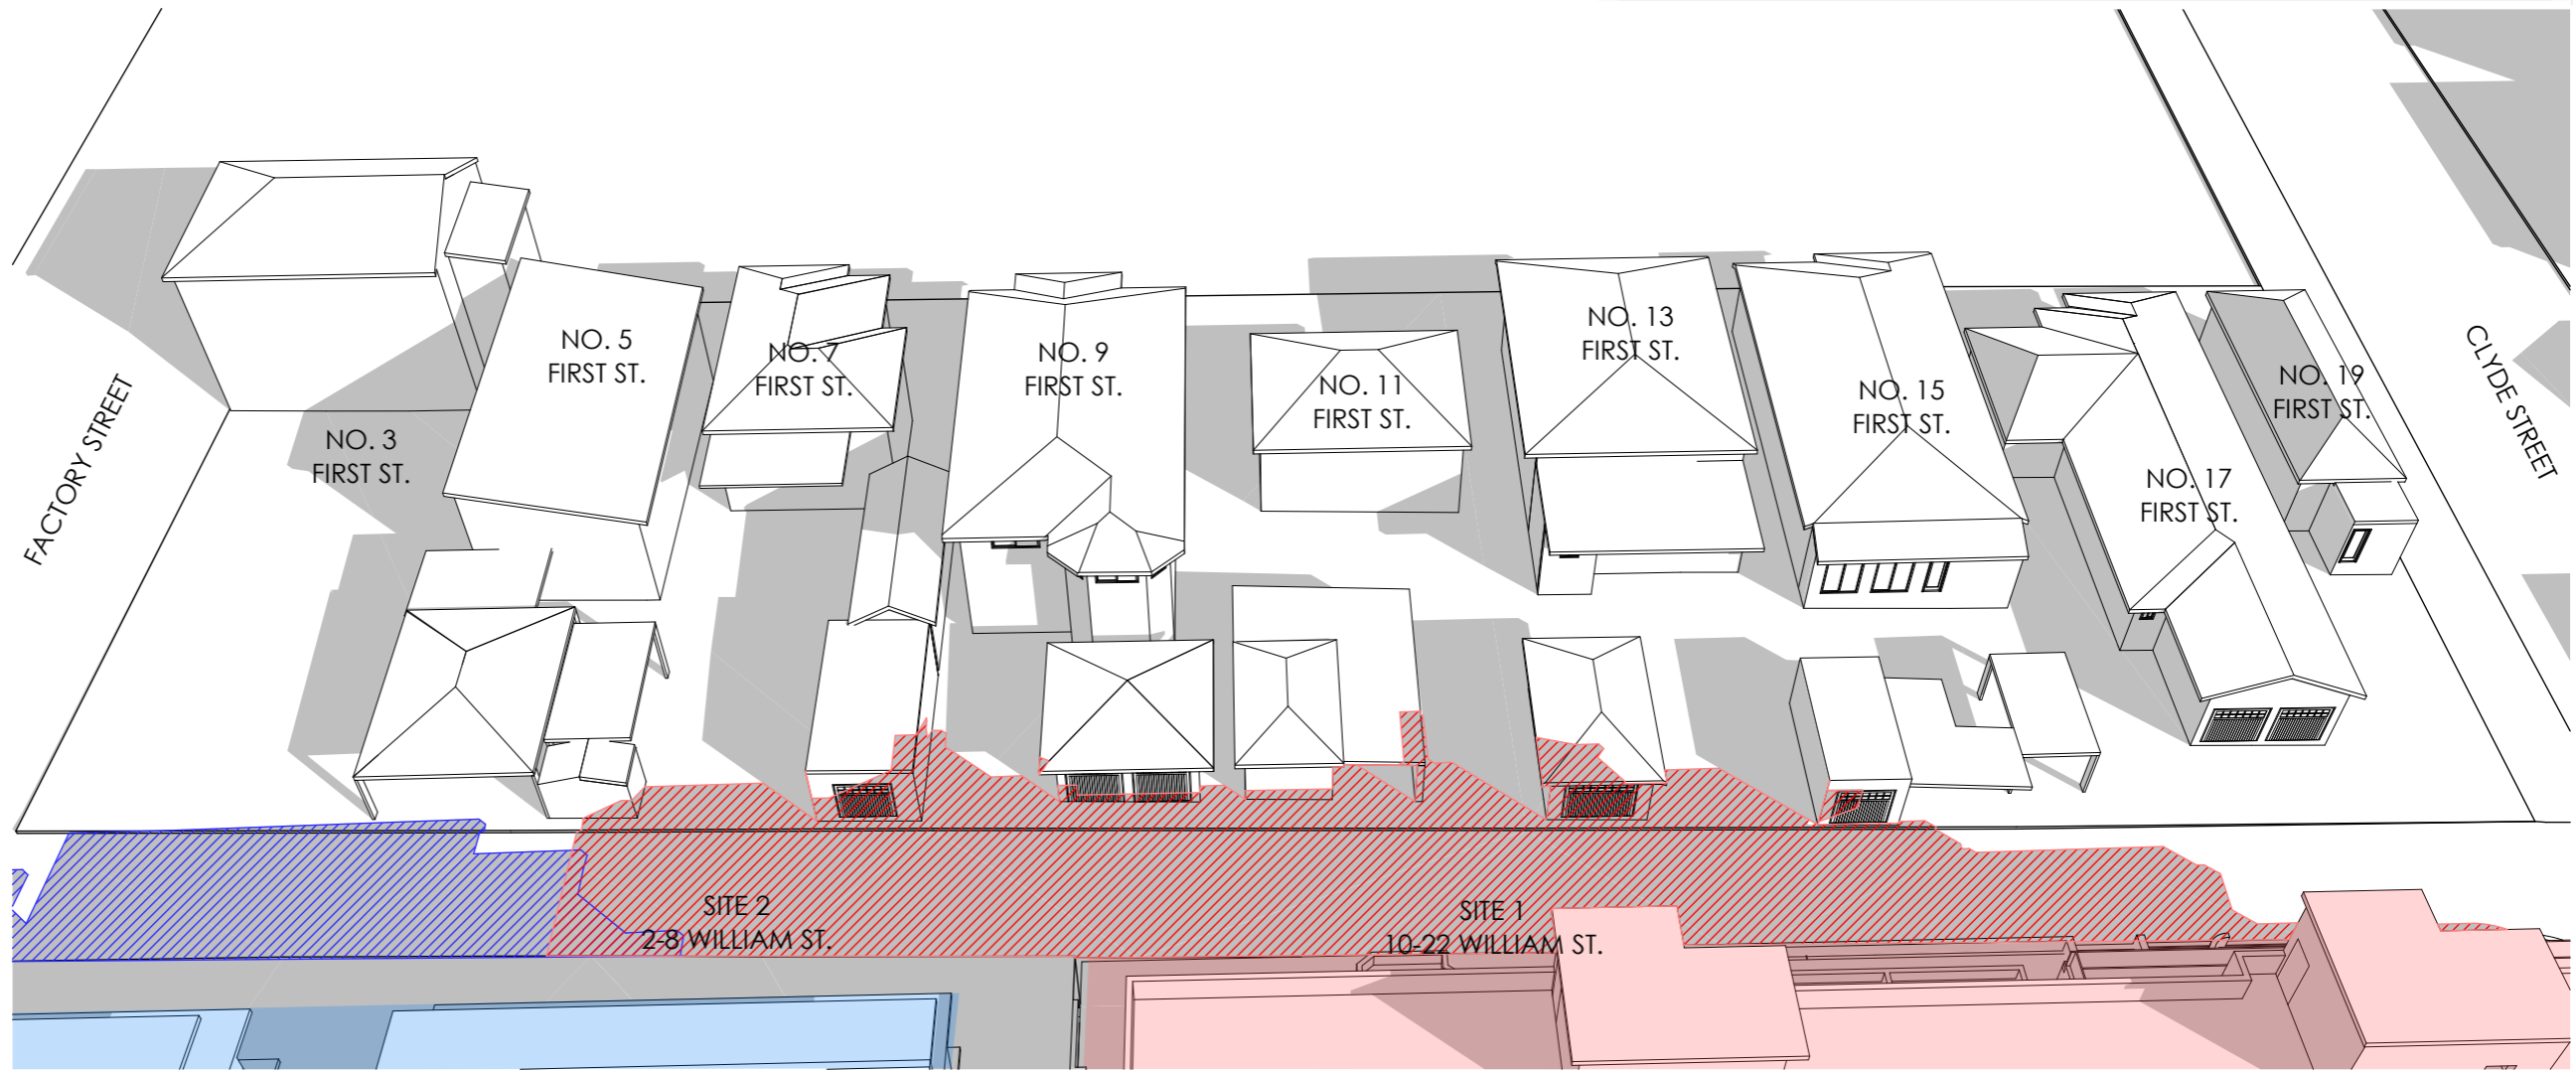 FACTORY STREET
NO. 3
FIRST ST.
NO. 5
FIRST ST.
NO. 7
FIRST ST.
NO. 9
FIRST ST.
NO. 11
FIRST ST.
NO. 13
FIRST ST.
NO. 15
FIRST ST.
NO. 17
FIRST ST.
NO. 19
FIRST ST.
CLYDE STREET
SITE 2
2-8 WILLIAM ST.
SITE 1
10-22 WILLIAM ST.